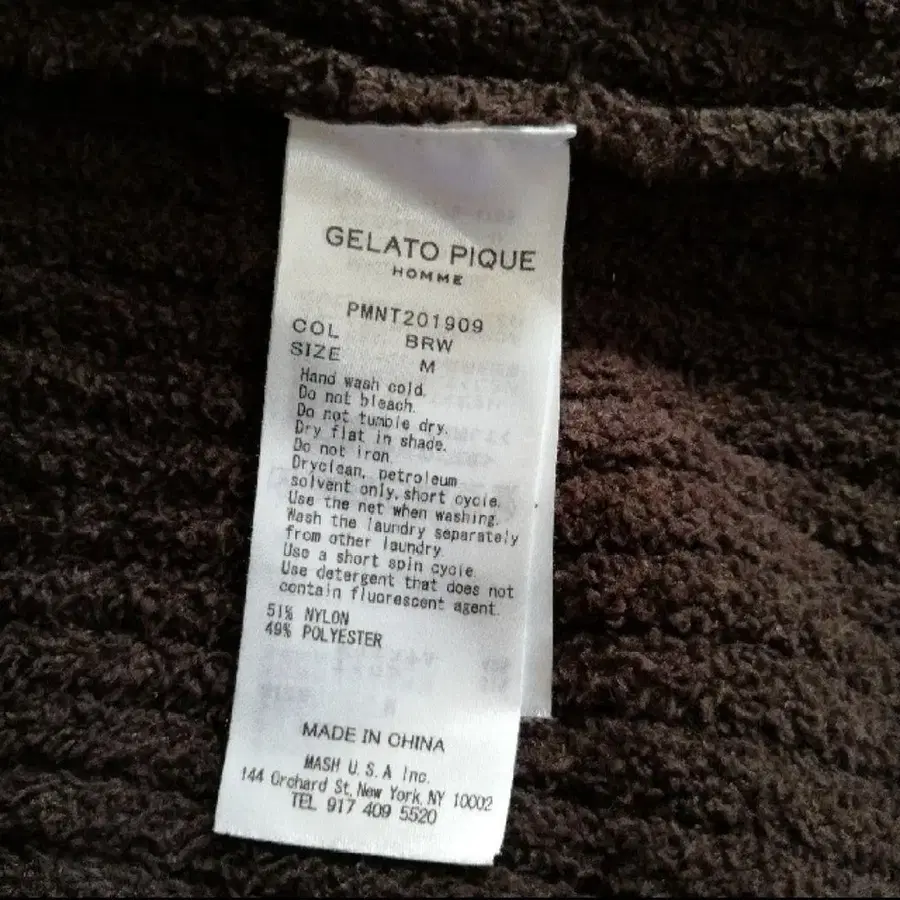 GELATO PIQUE
HOMME
PMNT201909
COL BRW
SIZE M
Hand wash cold.
Do not bleach.
Do not tumble dry.
Dry flat in shade.
Do not iron
Dryclean, petroleum
solvent only, short cycle.
Use the net when washing.
Wash the laundry separately
from other laundry.
Use a short spin cycle.
Use detergent that does not
contain fluorescent agent.
51% NYLON
49% POLYESTER
MADE IN CHINA
MASH U.S.A Inc.
144 Orchard St, New York, NY 10002
TEL 917 409 5520